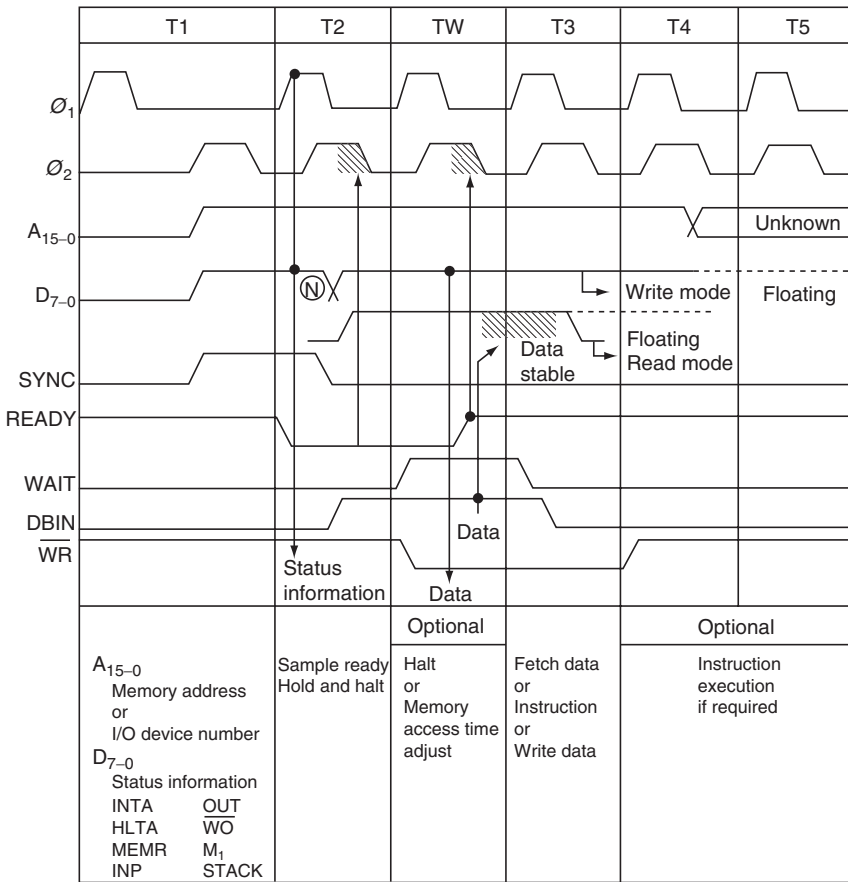 T1 T2 TW T3 T4 T5
Ø1
Ø2
A15–0
Unknown
D7–0
N
Write mode
Floating
Floating
Read mode
Data
stable
SYNC
READY
WAIT
DBIN
Data
WR
Status
information
Data
Optional
Optional
A15–0
Memory address
or
I/O device number
D7–0
Status information
INTA OUT
HLTA WO
MEMR M1
INP STACK
Sample ready
Hold and halt
Halt
or
Memory
access time
adjust
Fetch data
or
Instruction
or
Write data
Instruction
execution
if required